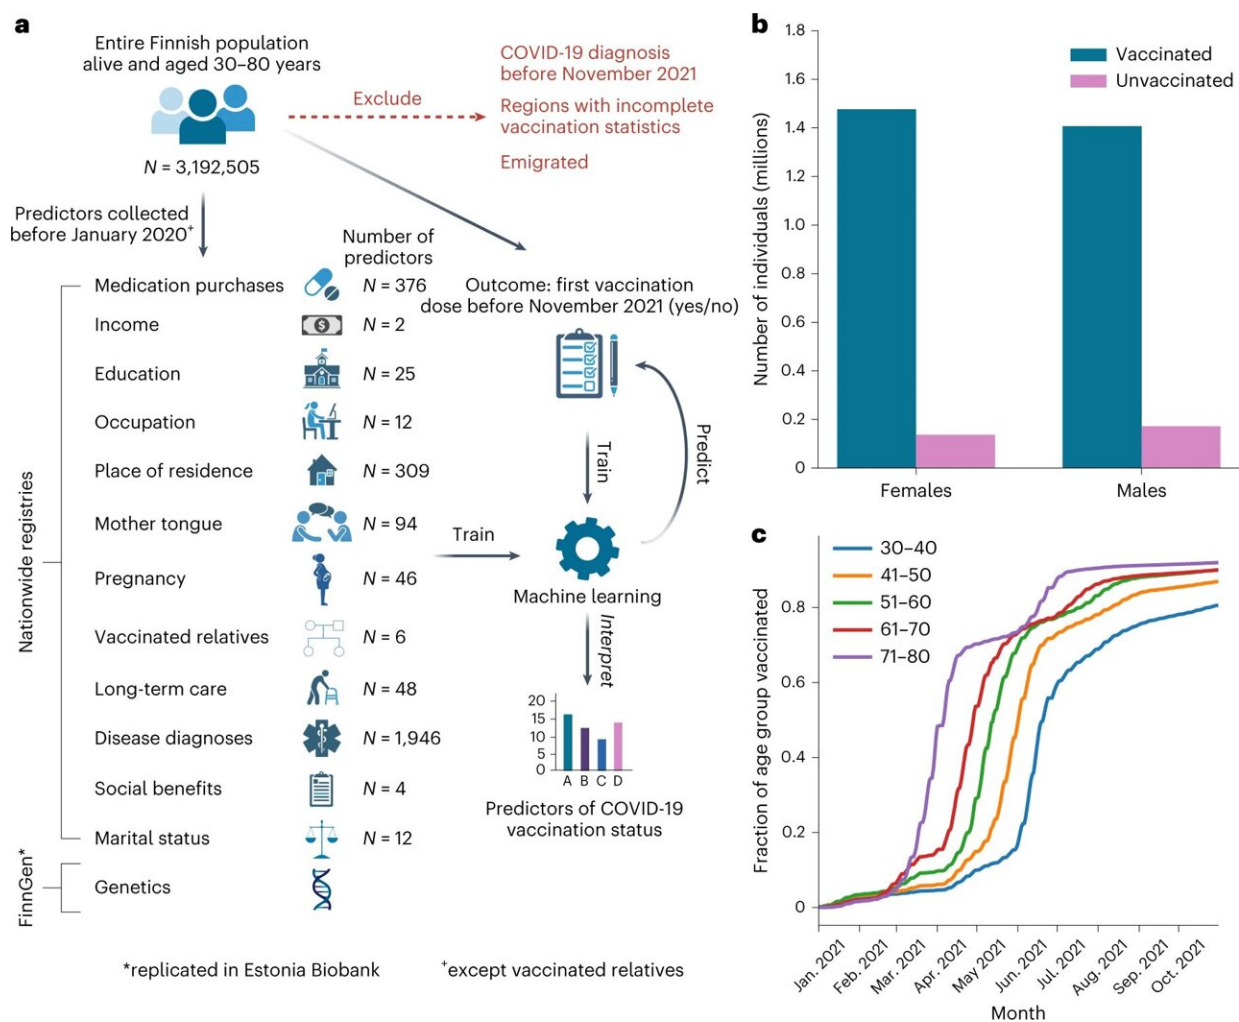 a
Entire Finnish population
alive and aged 30–80 years
N = 3,192,505
Exclude
COVID-19 diagnosis
before November 2021
Regions with incomplete
vaccination statistics
Emigrated
Predictors collected
before January 2020+
Number of
predictors
Nationwide registries
Medication purchases N = 376
Income N = 2
Education N = 25
Occupation N = 12
Place of residence N = 309
Mother tongue N = 94
Pregnancy N = 46
Vaccinated relatives N = 6
Long-term care N = 48
Disease diagnoses N = 1,946
Social benefits N = 4
Marital status N = 12
FinnGen*
Genetics
Outcome: first vaccination
dose before November 2021 (yes/no)
Train
Predict
Train
Machine learning
Interpret
20
15
10
5
0
A B C D
Predictors of COVID-19
vaccination status
*replicated in Estonia Biobank
+except vaccinated relatives
b
Number of individuals (millions)
1.8
1.6
1.4
1.2
1.0
0.8
0.6
0.4
0.2
0
Vaccinated
Unvaccinated
Females Males
c
Fraction of age group vaccinated
0.8
0.6
0.4
0.2
0
30–40
41–50
51–60
61–70
71–80
Jan. 2021
Feb. 2021
Mar. 2021
Apr. 2021
May 2021
Jun. 2021
Jul. 2021
Aug. 2021
Sep. 2021
Oct. 2021
Month